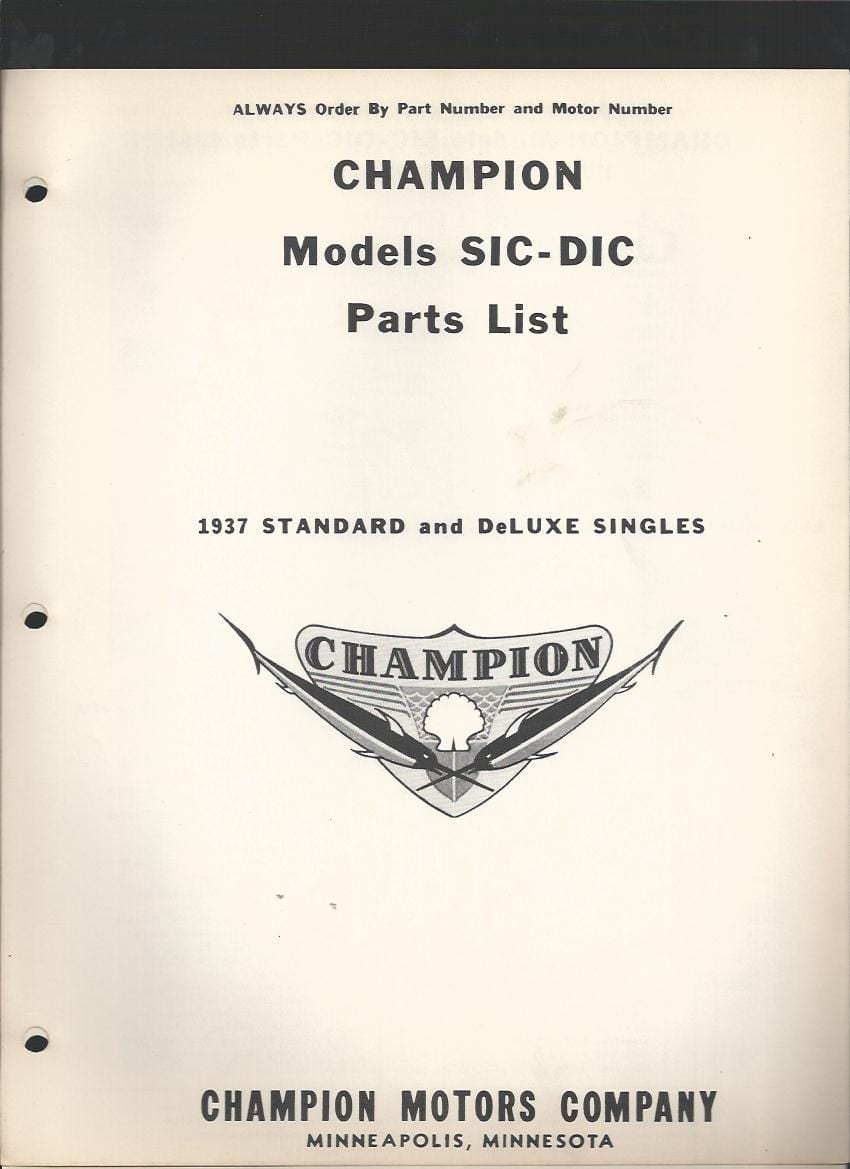 ALWAYS Order By Part Number and Motor Number
CHAMPION
Models SIC-DIC
Parts List
1937 STANDARD and DeLUXE SINGLES
CHAMPION
CHAMPION MOTORS COMPANY
MINNEAPOLIS, MINNESOTA